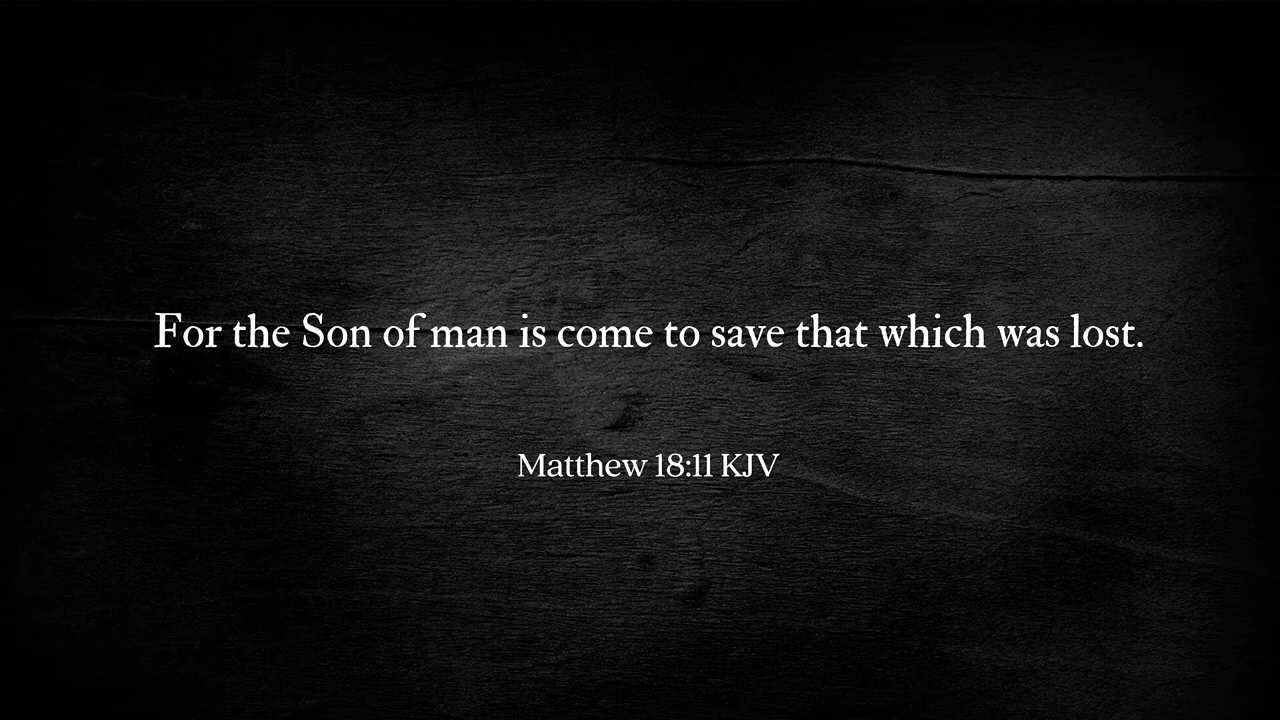 For the Son of man is come to save that which was lost.
Matthew 18:11 KJV